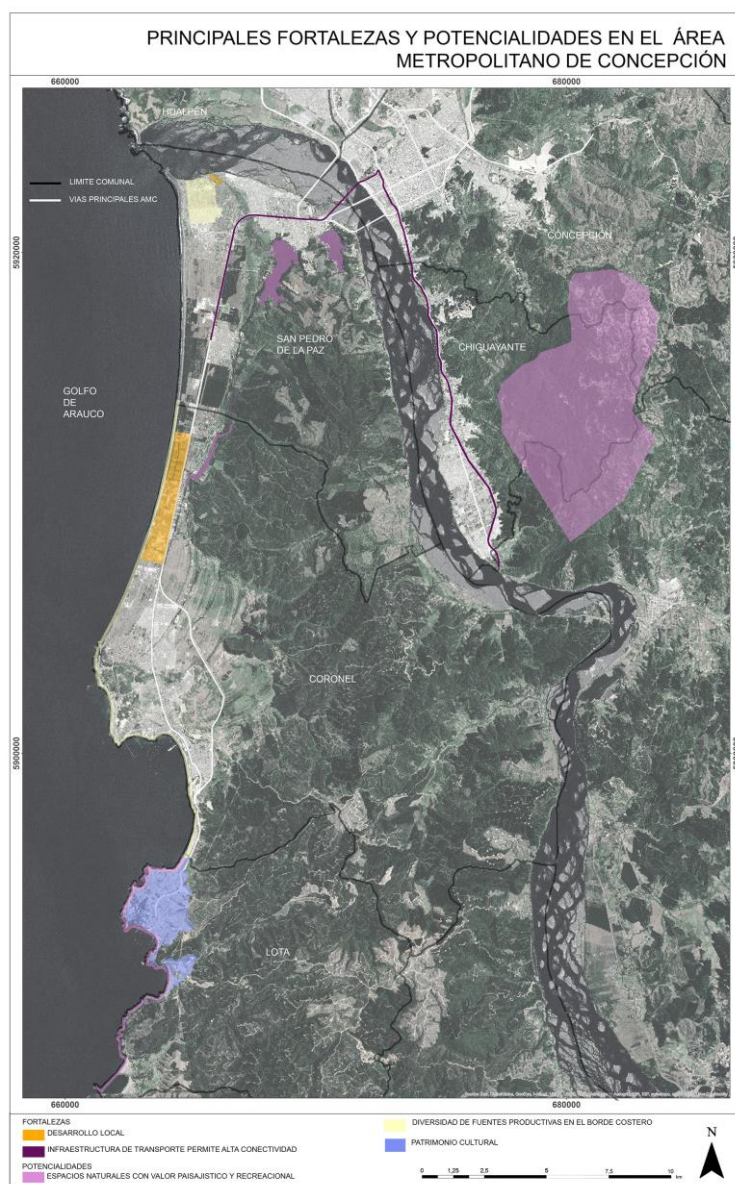 PRINCIPALES FORTALEZAS Y POTENCIALIDADES EN EL ÁREA
METROPOLITANO DE CONCEPCIÓN
660000 680000
HUALPEN
LIMITE COMUNAL
VIAS PRINCIPALES AMC
CONCEPCIÓN
5920000
SAN PEDRO
DE LA PAZ
CHIGUAYANTE
GOLFO
DE
ARAUCO
CORONEL
5900000
LOTA
660000 680000
FORTALEZAS
DESARROLLO LOCAL
INFRAESTRUCTURA DE TRANSPORTE PERMITE ALTA CONECTIVIDAD
POTENCIALIDADES
ESPACIOS NATURALES CON VALOR PAISAJISTICO Y RECREACIONAL
DIVERSIDAD DE FUENTES PRODUCTIVAS EN EL BORDE COSTERO
PATRIMONIO CULTURAL
0 1,25 2,5 5 7,5 10
km
N